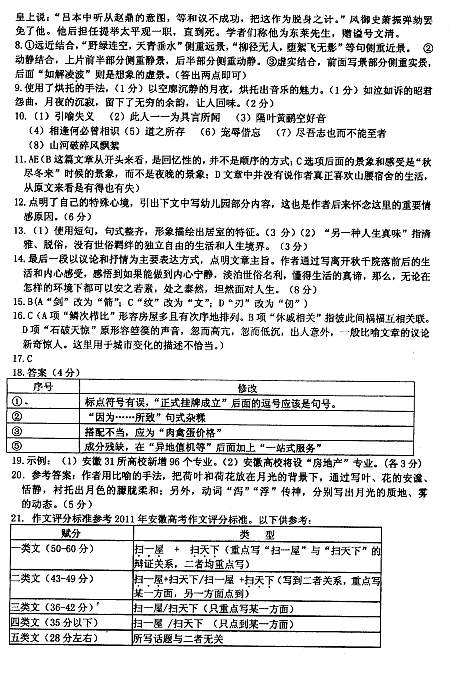 皇上说：“吕本中听从赵鼎的意图，等和议不成功，把这作为脱身之计。”风御史萧振弹劾罢
免了他。他后担任提举太平观一职，直到死。学者们称他为东莱先生，赐谥号文清。
8.①远近结合，“野绿连空，天青垂水”侧重远景，“柳径无人，堕絮飞无影”等句侧重近景。 ②
动静结合，上片前半部分侧重静景，后半部分侧重动静。③虚实结合，前面写景部分侧重实景，
后面“如解凌波”则是想象的虚景。（答出两点即可）
9.使用了烘托的手法，（1分）以空廓沉静的月夜，烘托出音乐的魅力。（1分）如泣如诉的昭君
怨曲，月夜的沉寂，留下了无穷的余韵，让人回味。（2分）
10.（1）引喻失义 （2）此人一一为具言所闻 （3）隔叶黄鹂空好音
（4）相逢何必曾相识（5）道之所存 （6）宠辱偕忘 （7）尽吾志也而不能至者
（8）山河破碎风飘絮
11.AE（B这篇文章从开头来看，是回忆性的，并不是顺序的方式；C选项后面的景象和感受是“秋
尽冬来”时候的景象，而不是夜晚的景象；D文章中并没有说作者真正喜欢山腰宿舍的生活，
从原文来看是有得也有失）
12.点明了自己的特殊心境，引出下文中写幼儿园部分内容，这也是作者后来怀念这里的重要情
感原因。（6分）
13.（1）使用短句，句式整齐，形象描绘出居室的特征。（3分）（2）“另一种人生真味”指清
雅、脱俗，没有世俗羁绊的独立自由的生活和人生境界。（3分）
14.最后一段以议论和抒情为主要表达方式，点明文章主旨。作者通过写离开秋千院落前后的生
活和内心感受，感悟到如果能做到内心宁静，淡泊世俗名利，懂得生活的真谛，那么，无论在
怎样的环境下都可以安之若素，处之泰然，坦然面对人生。（8分）
15.B（A“剑”改为“箭”；C“纹”改为“文”；D“刃”改为“仞”）
16.C（A项“鳞次栉比”形容房屋多且有次序地排列。B项“休戚相关”指彼此间祸福互相关联。
D项“石破天惊”原形容箜篌的声音，忽而高亢，忽而低沉，出人意外，一般比喻文章的议论
新奇惊人。这里用于城市变化的描述不恰当。）
17.C
18.答案（4分）
序号 修改
①、 标点符号有误，“正式挂牌成立”后面的逗号应该是句号。
② “因为……所致”句式杂糅
③ 搭配不当，应为“肉禽蛋价格”
⑤ 成分残缺，在“异地值机等”后面加上“一站式服务”
19.示例：（1）安徽31所高校新增96个专业。（2）安徽高校将设“房地产”专业。（各3分）
20.参考答案：作者用比喻的手法，把荷叶和荷花放在月光的背景下，通过写叶、花的安谧、
恬静，衬托出月色的朦胧柔和；另外，动词“泻”“浮”传神，分别写出月光的质地、雾
的动态。（5分）
21.作文评分标准参考2011年安徽高考作文评分标准。以下供参考：
赋分 类 型
一类文（50-60分） 扫一屋 + 扫天下（重点写“扫一屋”与“扫天下”的
辩证关系，二者均重点写）
二类文（43-49分） 扫一屋+扫天下/扫一屋 +扫天下（写到二者关系，重点写
某一方面，另一方面点到）
三类文（36-42分） 扫一屋/扫天下（只重点写某一方面）
四类文（35分以下） 扫一屋 /扫天下 （只点到某一方面）
五类文（28分左右） 所写话题与二者无关